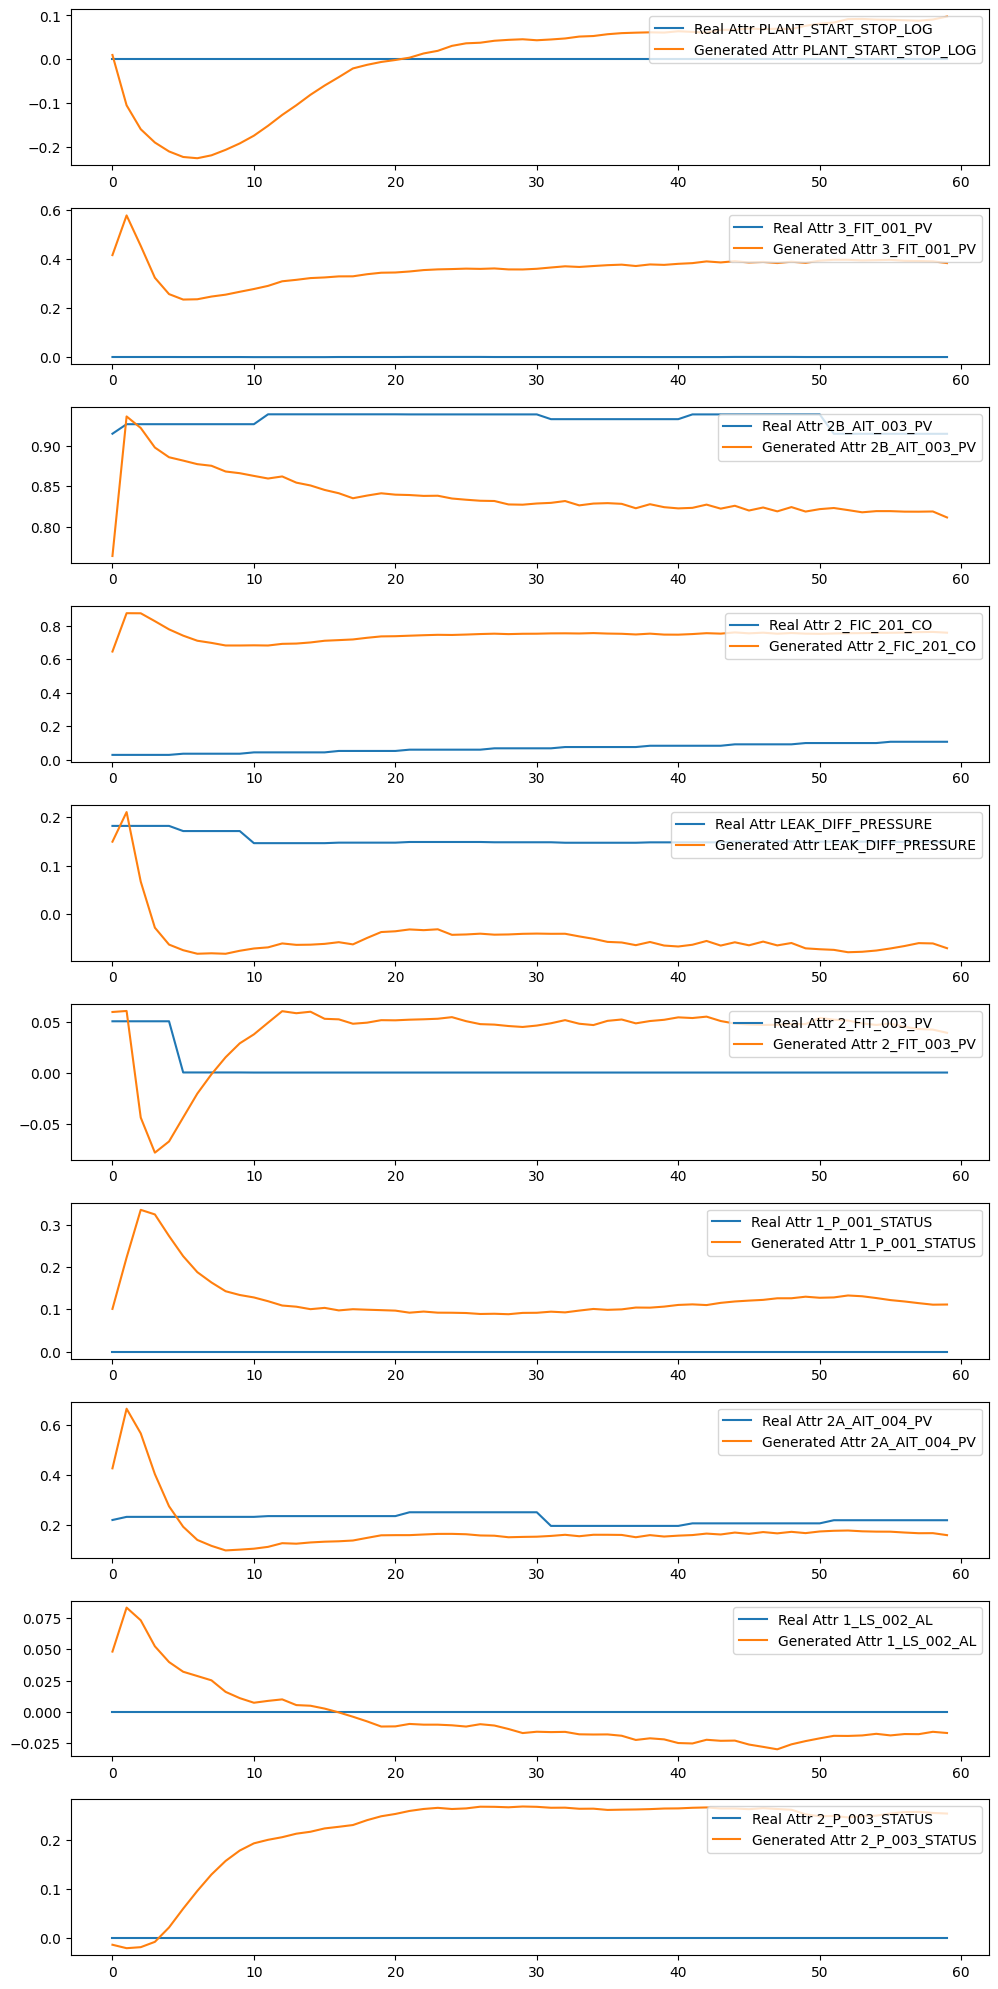 0.1
0.0
−0.1
−0.2
Real Attr PLANT_START_STOP_LOG
Generated Attr PLANT_START_STOP_LOG
0 10 20 30 40 50 60
0.6
0.4
0.2
0.0
Real Attr 3_FIT_001_PV
Generated Attr 3_FIT_001_PV
0 10 20 30 40 50 60
0.90
0.85
0.80
Real Attr 2B_AIT_003_PV
Generated Attr 2B_AIT_003_PV
0 10 20 30 40 50 60
0.8
0.6
0.4
0.2
0.0
Real Attr 2_FIC_201_CO
Generated Attr 2_FIC_201_CO
0 10 20 30 40 50 60
0.2
0.1
0.0
Real Attr LEAK_DIFF_PRESSURE
Generated Attr LEAK_DIFF_PRESSURE
0 10 20 30 40 50 60
0.05
0.00
−0.05
Real Attr 2_FIT_003_PV
Generated Attr 2_FIT_003_PV
0 10 20 30 40 50 60
0.3
0.2
0.1
0.0
Real Attr 1_P_001_STATUS
Generated Attr 1_P_001_STATUS
0 10 20 30 40 50 60
0.6
0.4
0.2
Real Attr 2A_AIT_004_PV
Generated Attr 2A_AIT_004_PV
0 10 20 30 40 50 60
0.075
0.050
0.025
0.000
−0.025
Real Attr 1_LS_002_AL
Generated Attr 1_LS_002_AL
0 10 20 30 40 50 60
0.2
0.1
0.0
Real Attr 2_P_003_STATUS
Generated Attr 2_P_003_STATUS
0 10 20 30 40 50 60